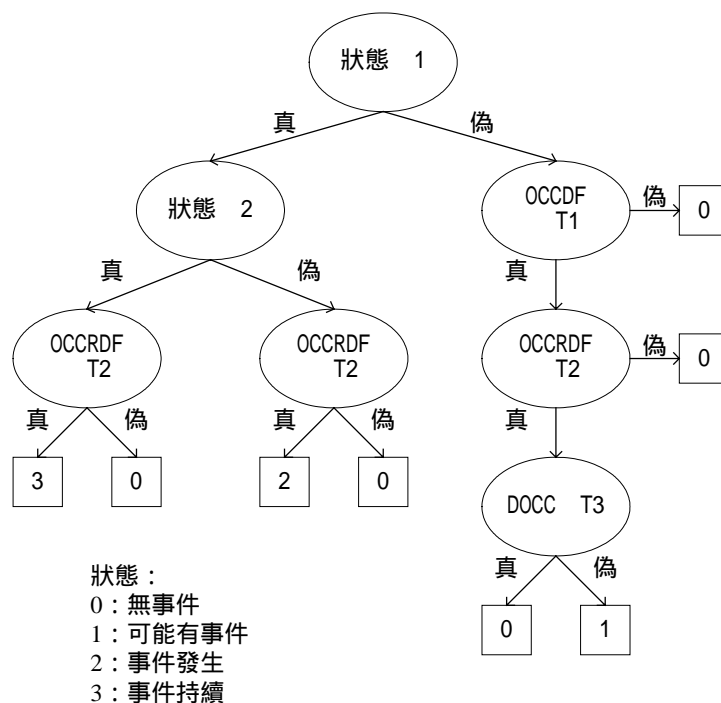 狀態 1
真 偽
狀態 2
OCCDF
T1
偽
0
真 偽
真
OCCRDF
T2
OCCRDF
T2
OCCRDF
T2
偽
0
真 偽
真 偽
真
3
0
2
0
DOCC T3
真 偽
0
1
狀態：
0：無事件
1：可能有事件
2：事件發生
3：事件持續